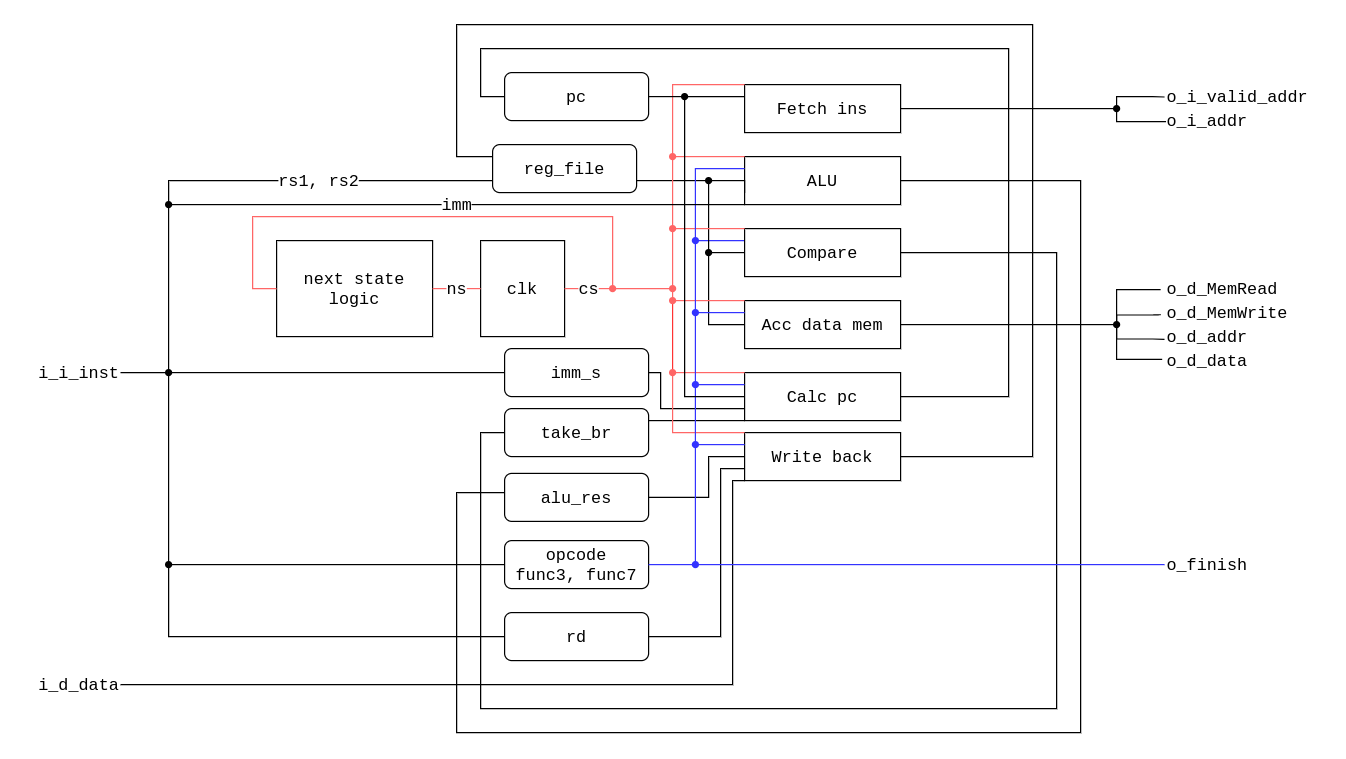 pc
Fetch ins
o_i_valid_addr
o_i_addr
reg_file
rs1, rs2
ALU
imm
Compare
next state
logic
ns
clk
cs
o_d_MemRead
o_d_MemWrite
Acc data mem
o_d_addr
o_d_data
i_i_inst
imm_s
Calc pc
take_br
Write back
alu_res
opcode
func3, func7
o_finish
rd
i_d_data